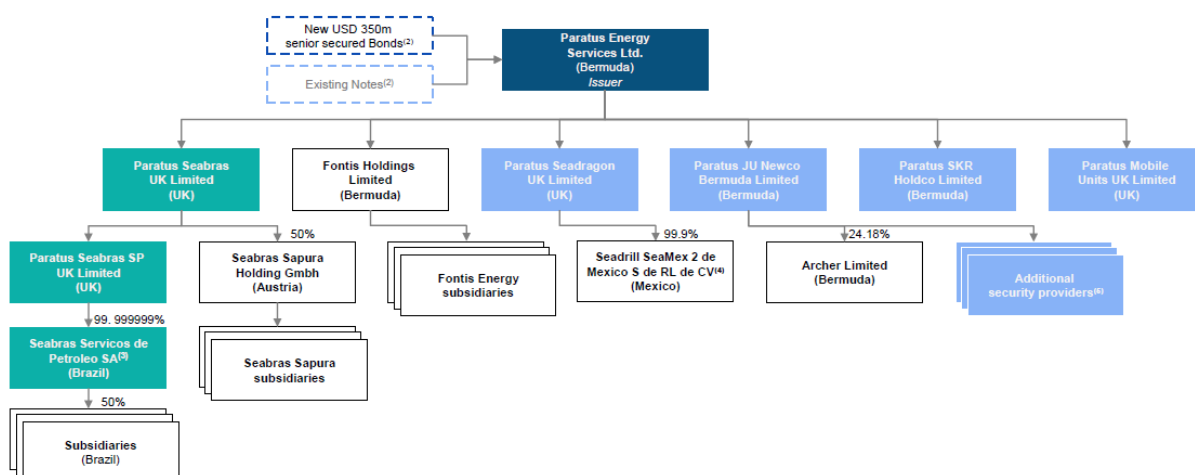 New USD 350m
senior secured Bonds(2)
Existing Notes(2)
Paratus Energy
Services Ltd.
(Bermuda)
Issuer
Paratus Seabras
UK Limited
(UK)
Fontis Holdings
Limited
(Bermuda)
Paratus Seadragon
UK Limited
(UK)
Paratus JU Newco
Bermuda Limited
(Bermuda)
Paratus SKR
Holdco Limited
(Bermuda)
Paratus Mobile
Units UK Limited
(UK)
50%
99.9%
24.18%
Paratus Seabras SP
UK Limited
(UK)
Seabras Sapura
Holding Gmbh
(Austria)
Fontis Energy
subsidiaries
Seadrill SeaMex 2 de
Mexico S de RL de CV(4)
(Mexico)
Archer Limited
(Bermuda)
Additional
security providers(6)
99. 999999%
Seabras Servicos de
Petroleo SA(3)
(Brazil)
Seabras Sapura
subsidiaries
50%
Subsidiaries
(Brazil)